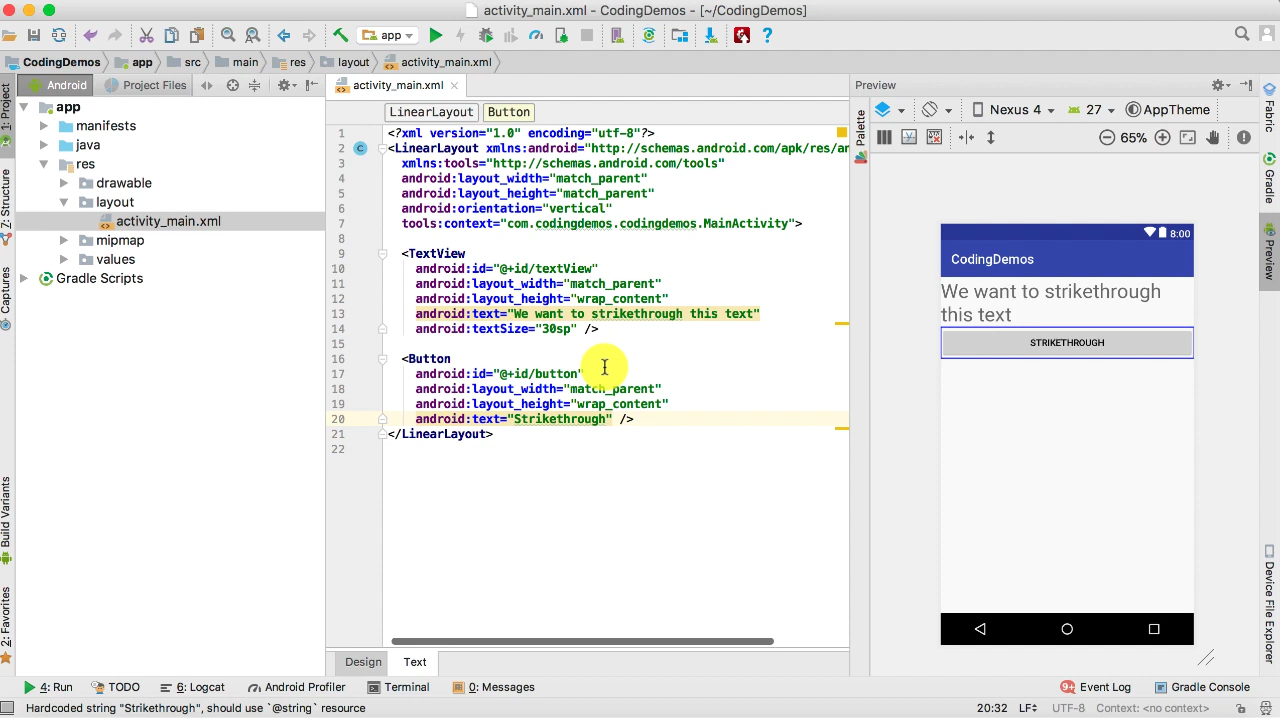 activity_main.xml - CodingDemos - [~/CodingDemos]
app
CodingDemos app src main res layout activity_main.xml
Android Project Files
activity_main.xml
Preview
LinearLayout Button
Nexus 4 27 AppTheme
65%
1: Project
Z: Structure
Captures
Build Variants
2: Favorites
app
manifests
java
res
drawable
layout
activity_main.xml
mipmap
values
Gradle Scripts
1 <?xml version="1.0" encoding="utf-8"?>
2 <LinearLayout xmlns:android="http://schemas.android.com/apk/res/an
3 xmlns:tools="http://schemas.android.com/tools"
4 android:layout_width="match_parent"
5 android:layout_height="match_parent"
6 android:orientation="vertical"
7 tools:context="com.codingdemos.codingdemos.MainActivity">
8
9 <TextView
10 android:id="@+id/textView"
11 android:layout_width="match_parent"
12 android:layout_height="wrap_content"
13 android:text="We want to strikethrough this text"
14 android:textSize="30sp" />
15
16 <Button
17 android:id="@+id/button"
18 android:layout_width="match_parent"
19 android:layout_height="wrap_content"
20 android:text="Strikethrough" />
21 </LinearLayout>
22
Design Text
Palette
8:00
CodingDemos
We want to strikethrough
this text
STRIKETHROUGH
Fabric
Gradle
Preview
Device File Explorer
4: Run TODO 6: Logcat Android Profiler Terminal 0: Messages
9+ Event Log Gradle Console
Hardcoded string "Strikethrough", should use `@string` resource
20:32 LF UTF-8 Context: <no context>